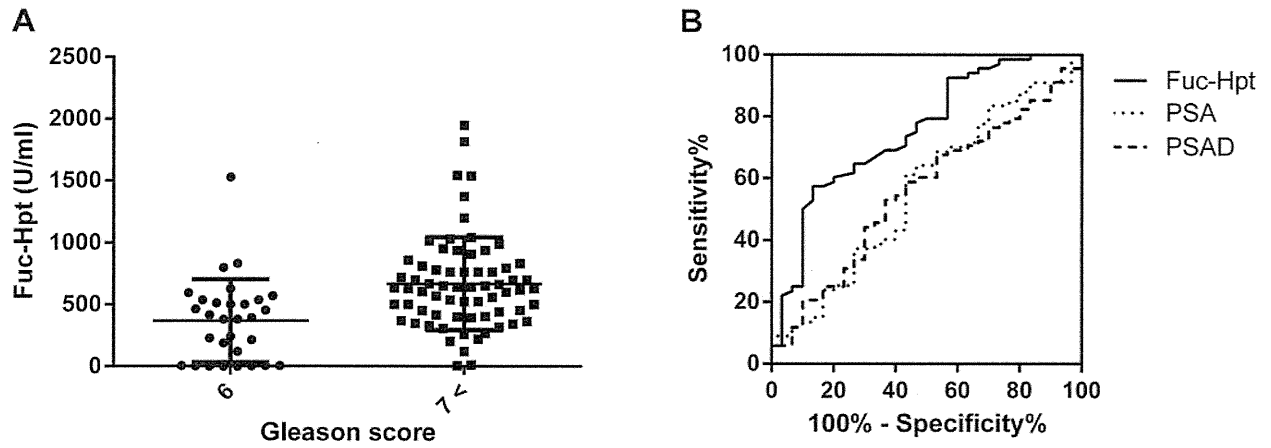 A
2500
2000
1500
1000
500
0
Fuc-Hpt (U/ml)
6
7 <
Gleason score
B
100
80
60
40
20
0
Sensitivity%
0 20 40 60 80 100
100% - Specificity%
Fuc-Hpt
PSA
PSAD